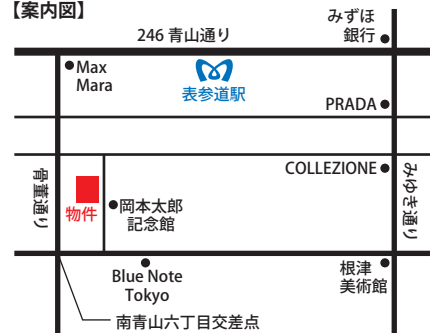 【案内図】
みずほ
銀行
246 青山通り
Max
Mara
表参道駅
PRADA
COLLEZIONE
骨董通り
みゆき通り
物件
岡本太郎
記念館
Blue Note
Tokyo
根津
美術館
南青山六丁目交差点